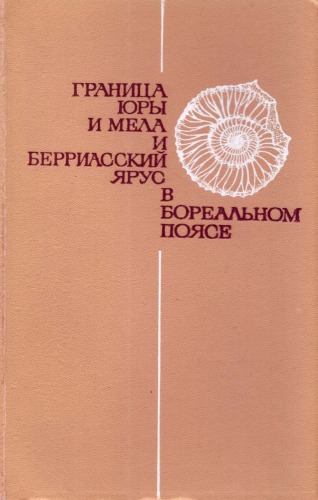 ГРАНИЦА
ЮРЫ
И МЕЛА
И
БЕРРИАССКИЙ
ЯРУС
В
БОРЕАЛЬНОМ
ПОЯСЕ